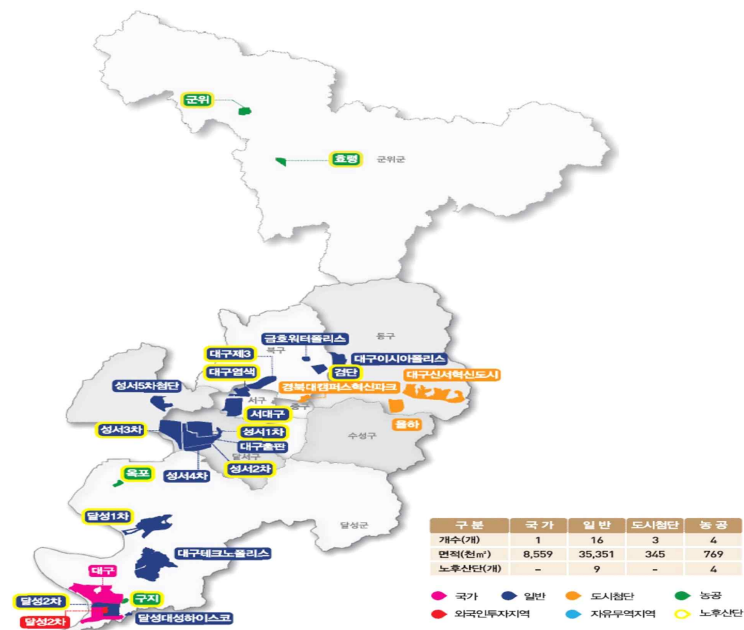 군위
효령
군위군
금호워터폴리스
동구
대구제3
북구
대구이시아폴리스
대구염색
검단
대구신서혁신도시
경북대캠퍼스혁신파크
성서5차첨단
서구
중구
서대구
율하
성서3차
성서1차
수성구
대구출판
달서구
성서4차
성서2차
옥포
달성1차
달성군
대구테크노폴리스
대구
달성2차
구지
달성2차
달성대성하이스코
구 분 국 가 일 반 도시첨단 농 공
개수(개) 1 16 3 4
면적(천㎡) 8,559 35,351 345 769
노후산단(개) - 9 - 4
국가 일반 도시첨단 농공
외국인투자지역 자유무역지역 노후산단